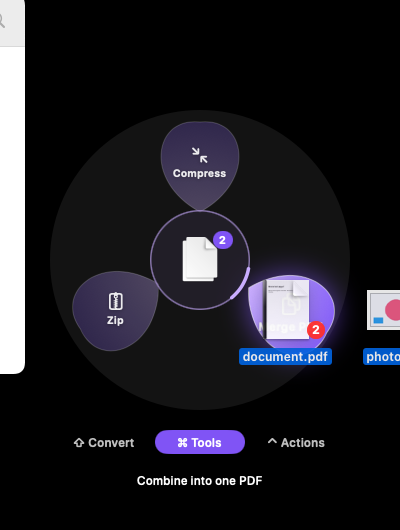 Compress
2
Zip
2
document.pdf
photo
⇧ Convert
⌘ Tools
⌃ Actions
Combine into one PDF